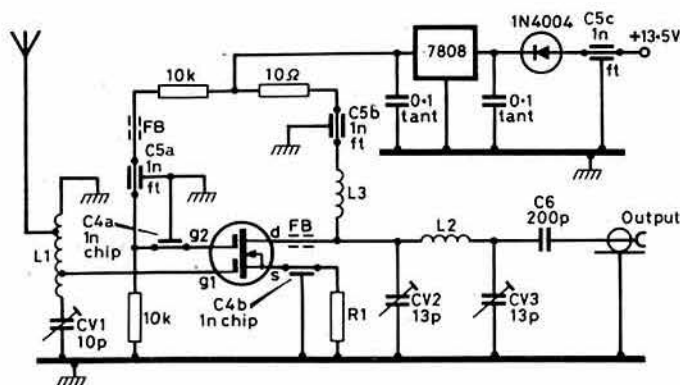 1N4004
C5c
1n
+13·5V
7808
ft
10k
10Ω
C5b
1n
ft
0·1
tant
0·1
tant
FB
C5a
1n
ft
L3
C6
200p
C4a
1n
chip
g2
d
FB
L2
Output
L1
g1
s
C4b
1n chip
CV1
10p
10k
R1
CV2
13p
CV3
13p